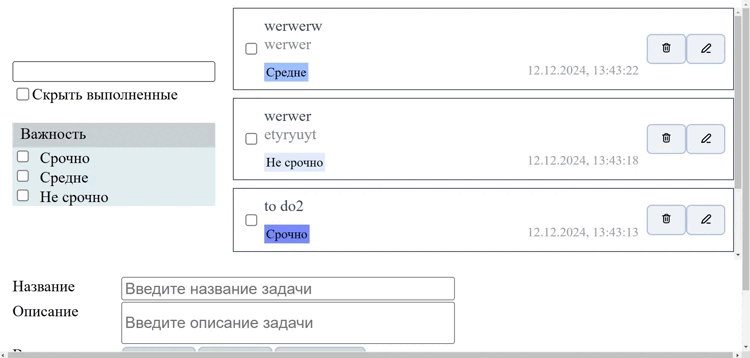 Скрыть выполненные
Важность
Срочно
Средне
Не срочно
werwerw
werwer
Средне
12.12.2024, 13:43:22
werwer
etyryuyt
Не срочно
12.12.2024, 13:43:18
to do2
Срочно
12.12.2024, 13:43:13
Название
Введите название задачи
Описание
Введите описание задачи